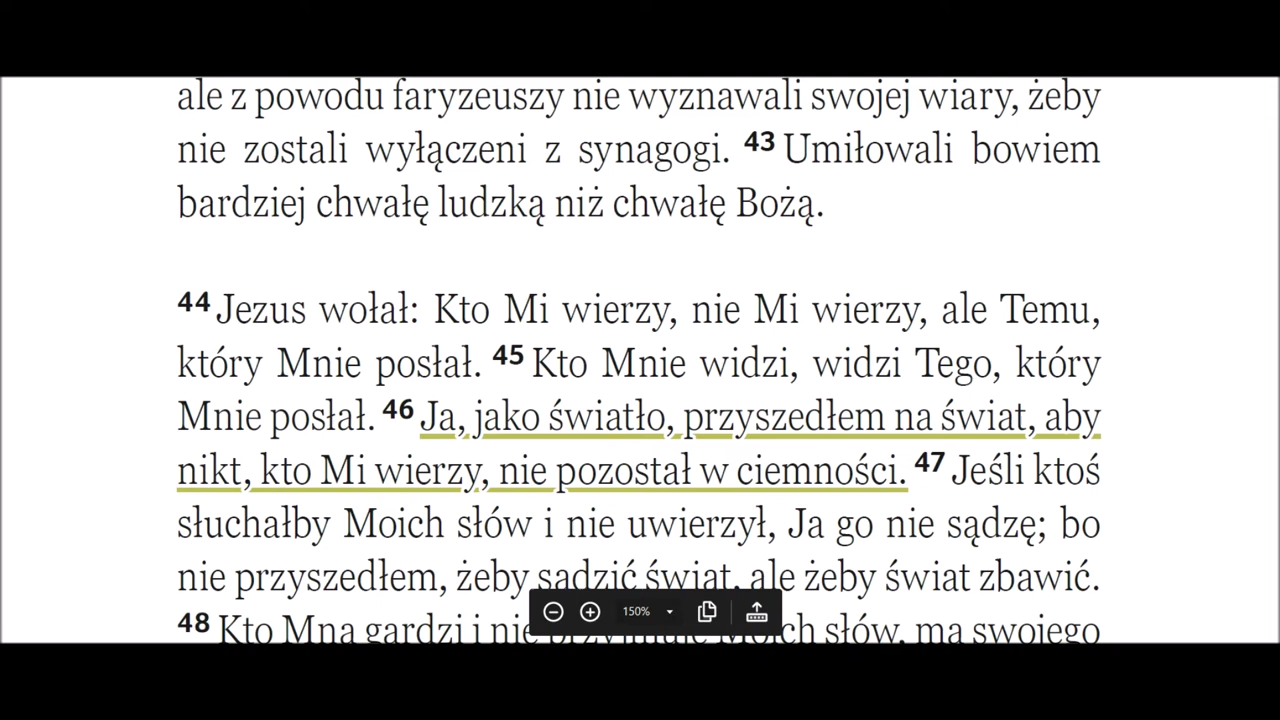 ale z powodu faryzeuszy nie wyznawali swojej wiary, żeby
nie zostali wyłączeni z synagogi. 43 Umiłowali bowiem
bardziej chwałę ludzką niż chwałę Bożą.
44 Jezus wołał: Kto Mi wierzy, nie Mi wierzy, ale Temu,
który Mnie posłał. 45 Kto Mnie widzi, widzi Tego, który
Mnie posłał. 46 Ja, jako światło, przyszedłem na świat, aby
nikt, kto Mi wierzy, nie pozostał w ciemności. 47 Jeśli ktoś
słuchałby Moich słów i nie uwierzył, Ja go nie sądzę; bo
nie przyszedłem, żeby sądzić świat, ale żeby świat zbawić.
48 Kto Mną gardzi i nie Moich słów, ma swojego
150%